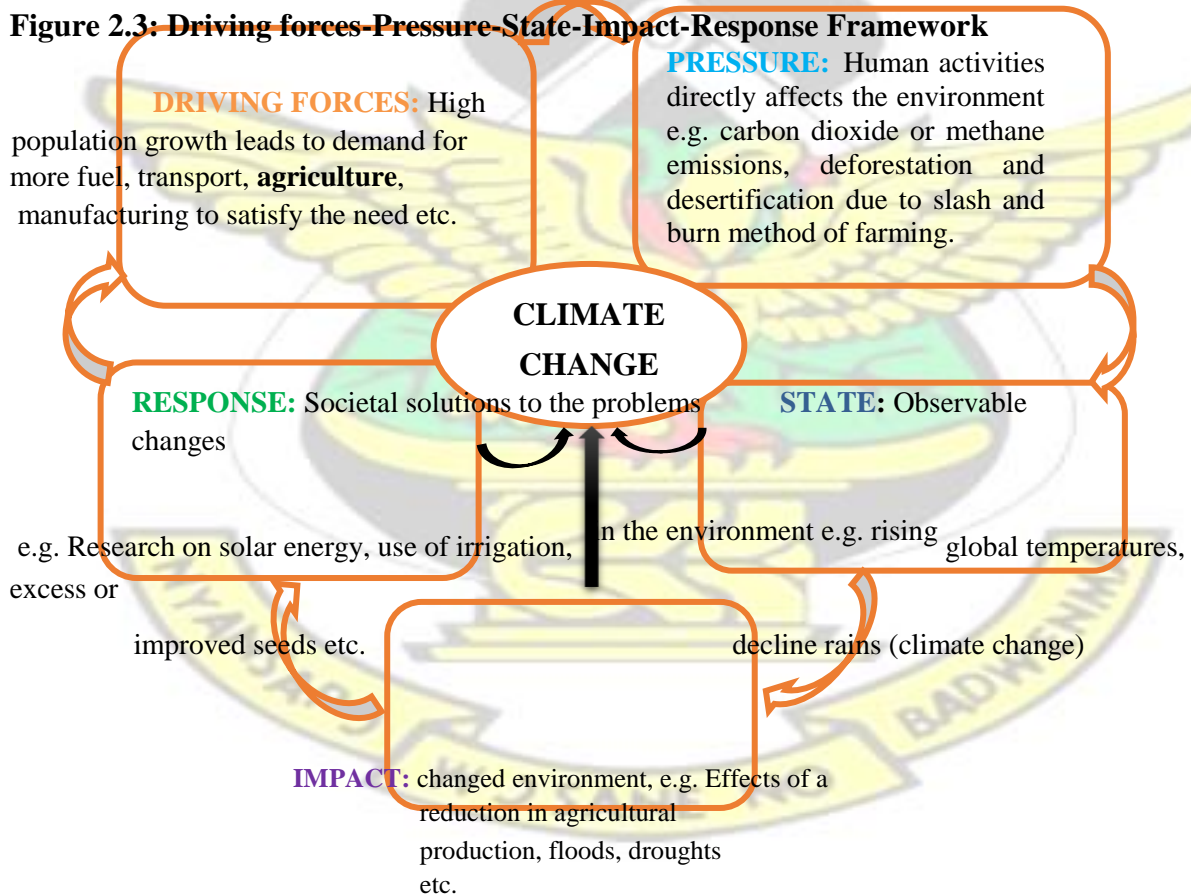 Figure 2.3: Driving forces-Pressure-State-Impact-Response Framework
DRIVING FORCES: High
population growth leads to demand for
more fuel, transport, agriculture,
manufacturing to satisfy the need etc.
PRESSURE: Human activities
directly affects the environment
e.g. carbon dioxide or methane
emissions, deforestation and
desertification due to slash and
burn method of farming.
CLIMATE
CHANGE
RESPONSE: Societal solutions to the problems STATE: Observable
changes
e.g. Research on solar energy, use of irrigation, in the environment e.g. rising global temperatures,
excess or
improved seeds etc. decline rains (climate change)
IMPACT: changed environment, e.g. Effects of a
reduction in agricultural
production, floods, droughts
etc.
BADWENMA